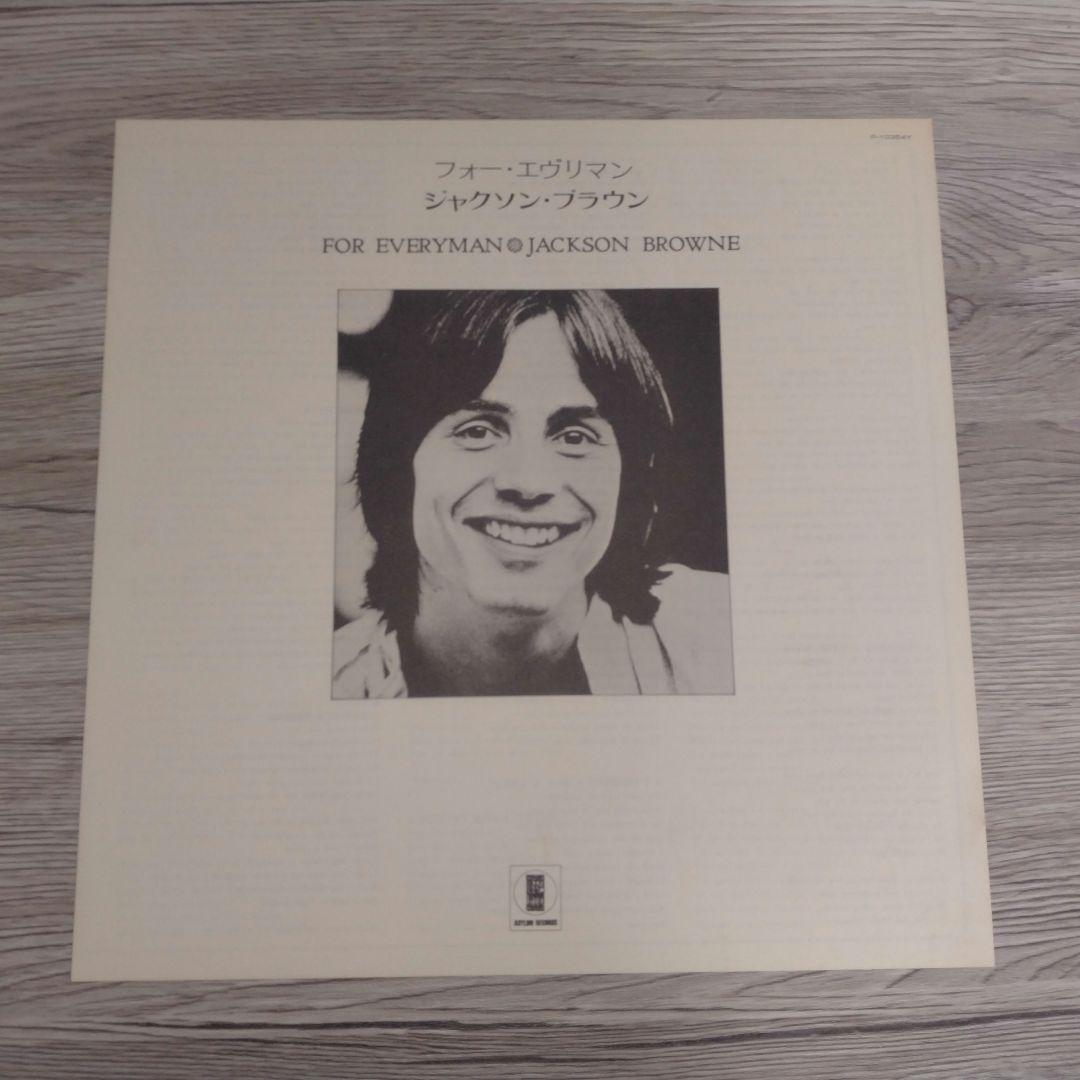 P-10354Y
フォー・エヴリマン
ジャクソン・ブラウン
FOR EVERYMAN JACKSON BROWNE
ASYLUM RECORDS